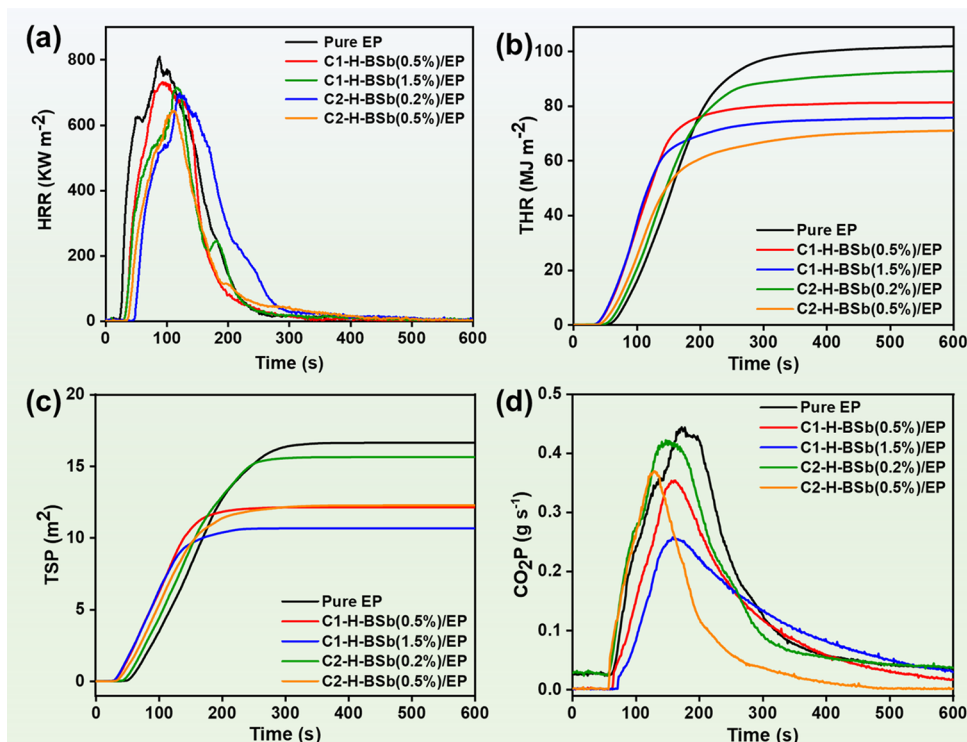 (a)
Pure EP
C1-H-BSb(0.5%)/EP
C1-H-BSb(1.5%)/EP
C2-H-BSb(0.2%)/EP
C2-H-BSb(0.5%)/EP
HRR (KW m⁻²)
800
600
400
200
0
0 100 200 300 400 500 600
Time (s)
(b)
THR (MJ m⁻²)
100
80
60
40
20
0
Pure EP
C1-H-BSb(0.5%)/EP
C1-H-BSb(1.5%)/EP
C2-H-BSb(0.2%)/EP
C2-H-BSb(0.5%)/EP
0 100 200 300 400 500 600
Time (s)
(c)
TSP (m²)
20
15
10
5
0
Pure EP
C1-H-BSb(0.5%)/EP
C1-H-BSb(1.5%)/EP
C2-H-BSb(0.2%)/EP
C2-H-BSb(0.5%)/EP
0 100 200 300 400 500 600
Time (s)
(d)
Pure EP
C1-H-BSb(0.5%)/EP
C1-H-BSb(1.5%)/EP
C2-H-BSb(0.2%)/EP
C2-H-BSb(0.5%)/EP
CO₂P (g s⁻¹)
0.5
0.4
0.3
0.2
0.1
0.0
0 100 200 300 400 500 600
Time (s)